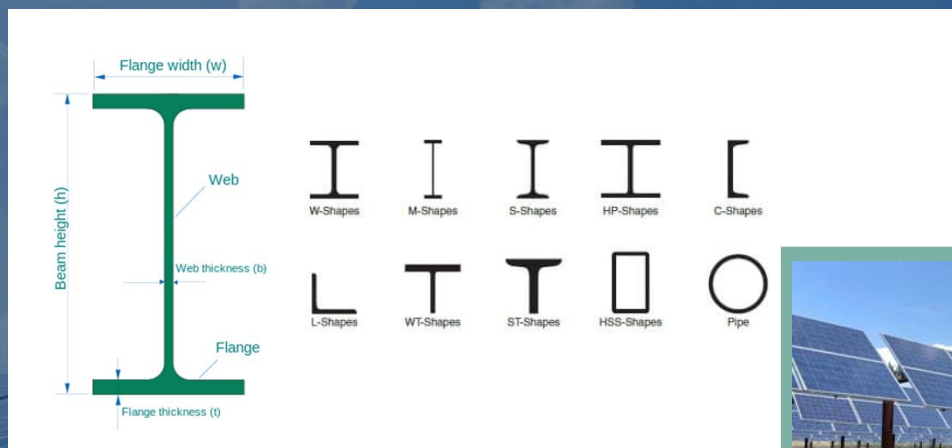 Flange width (w)
Beam height (h)
Web
Web thickness (b)
Flange
Flange thickness (t)
W-Shapes
M-Shapes
S-Shapes
HP-Shapes
C-Shapes
L-Shapes
WT-Shapes
ST-Shapes
HSS-Shapes
Pipe